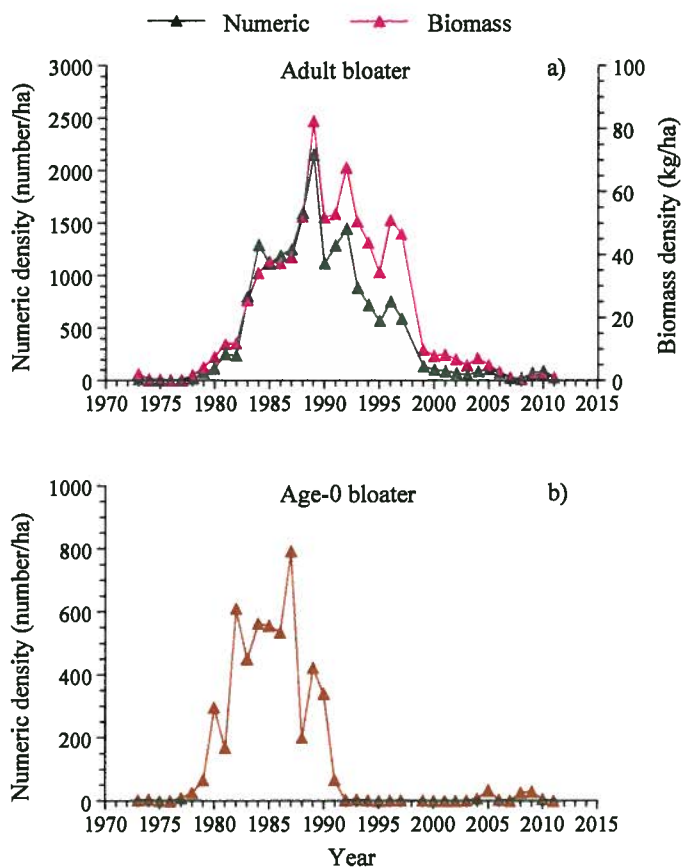 Numeric Biomass
Adult bloater a)
Numeric density (number/ha)
3000
2500
2000
1500
1000
500
0
Biomass density (kg/ha)
100
80
60
40
20
0
1970 1975 1980 1985 1990 1995 2000 2005 2010 2015
Age-0 bloater b)
Numeric density (number/ha)
1000
800
600
400
200
0
1970 1975 1980 1985 1990 1995 2000 2005 2010 2015
Year